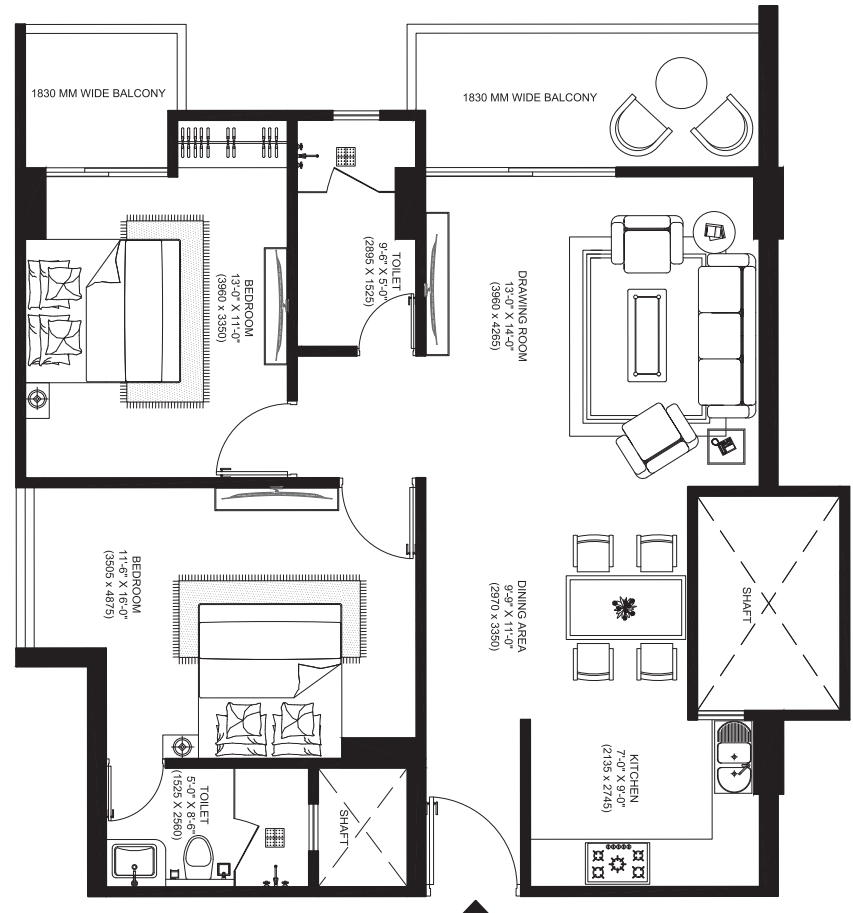 1830 MM WIDE BALCONY
1830 MM WIDE BALCONY
BEDROOM
13'-0" X 11'-0"
(3960 x 3350)
TOILET
9'-6" X 5'-0"
(2895 X 1525)
DRAWING ROOM
13'-0" X 14'-0"
(3960 x 4265)
BEDROOM
11'-6" X 16'-0"
(3505 x 4875)
DINING AREA
9'-9" X 11'-0"
(2970 x 3350)
SHAFT
KITCHEN
7'-0" X 9'-0"
(2135 x 2745)
TOILET
5'-0" X 8'-6"
(1525 X 2560)
SHAFT